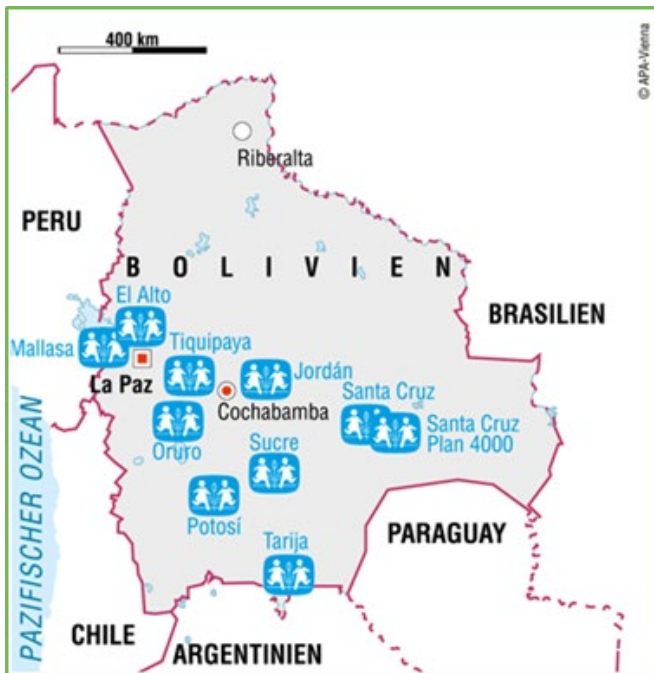 400 km
© APA-Vienna
Riberalta
PERU
BOLIVIEN
BRASILIEN
El Alto
Mallasa
Tiquipaya
La Paz
Jordán
Cochabamba
Santa Cruz
Santa Cruz
Plan 4000
Oruro
Sucre
Potosí
PARAGUAY
Tarija
PAZIFISCHER OZEAN
CHILE
ARGENTINIEN